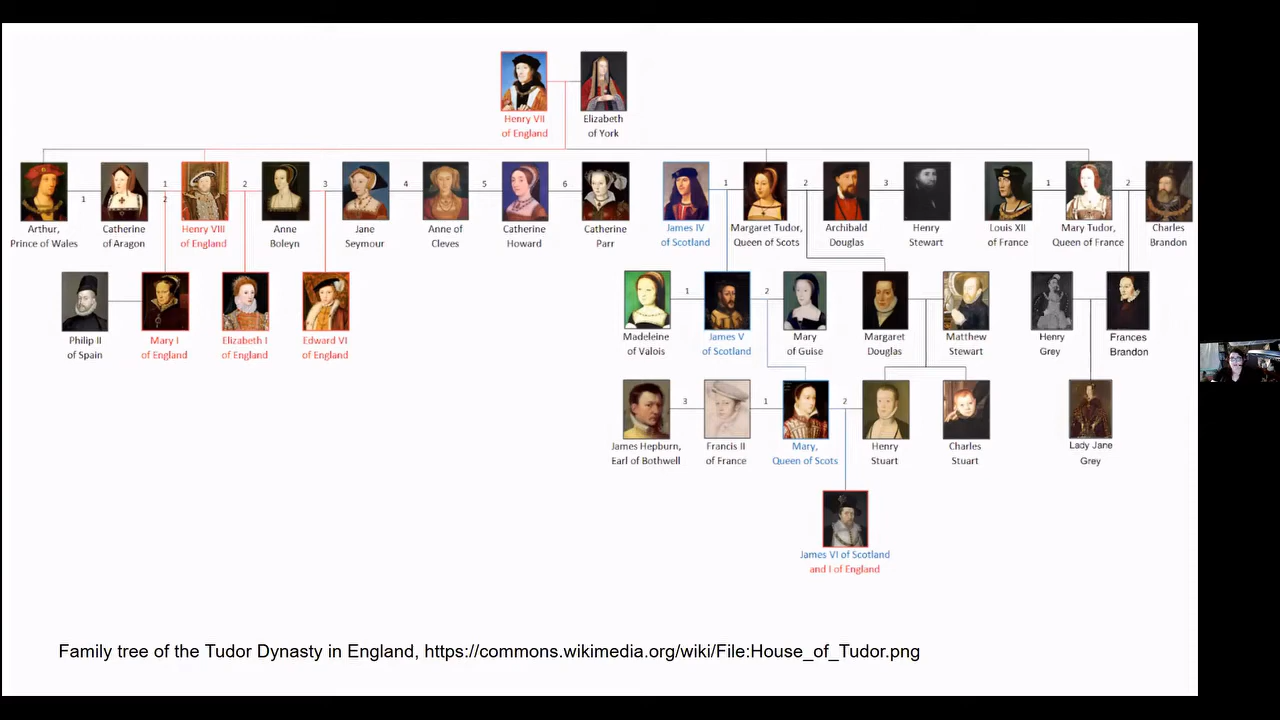 Henry VII
of England
Elizabeth
of York
1
2
3
4
5
6
1
2
3
1
2
1
2
Arthur,
Prince of Wales
Catherine
of Aragon
Henry VIII
of England
Anne
Boleyn
Jane
Seymour
Anne of
Cleves
Catherine
Howard
Catherine
Parr
James IV
of Scotland
Margaret Tudor,
Queen of Scots
Archibald
Douglas
Henry
Stewart
Louis XII
of France
Mary Tudor,
Queen of France
Charles
Brandon
1
2
Philip II
of Spain
Mary I
of England
Elizabeth I
of England
Edward VI
of England
Madeleine
of Valois
James V
of Scotland
Mary
of Guise
Margaret
Douglas
Matthew
Stewart
Henry
Grey
Frances
Brandon
3
1
2
James Hepburn,
Earl of Bothwell
Francis II
of France
Mary,
Queen of Scots
Henry
Stuart
Charles
Stuart
Lady Jane
Grey
James VI of Scotland
and I of England
Family tree of the Tudor Dynasty in England, https://commons.wikimedia.org/wiki/File:House_of_Tudor.png